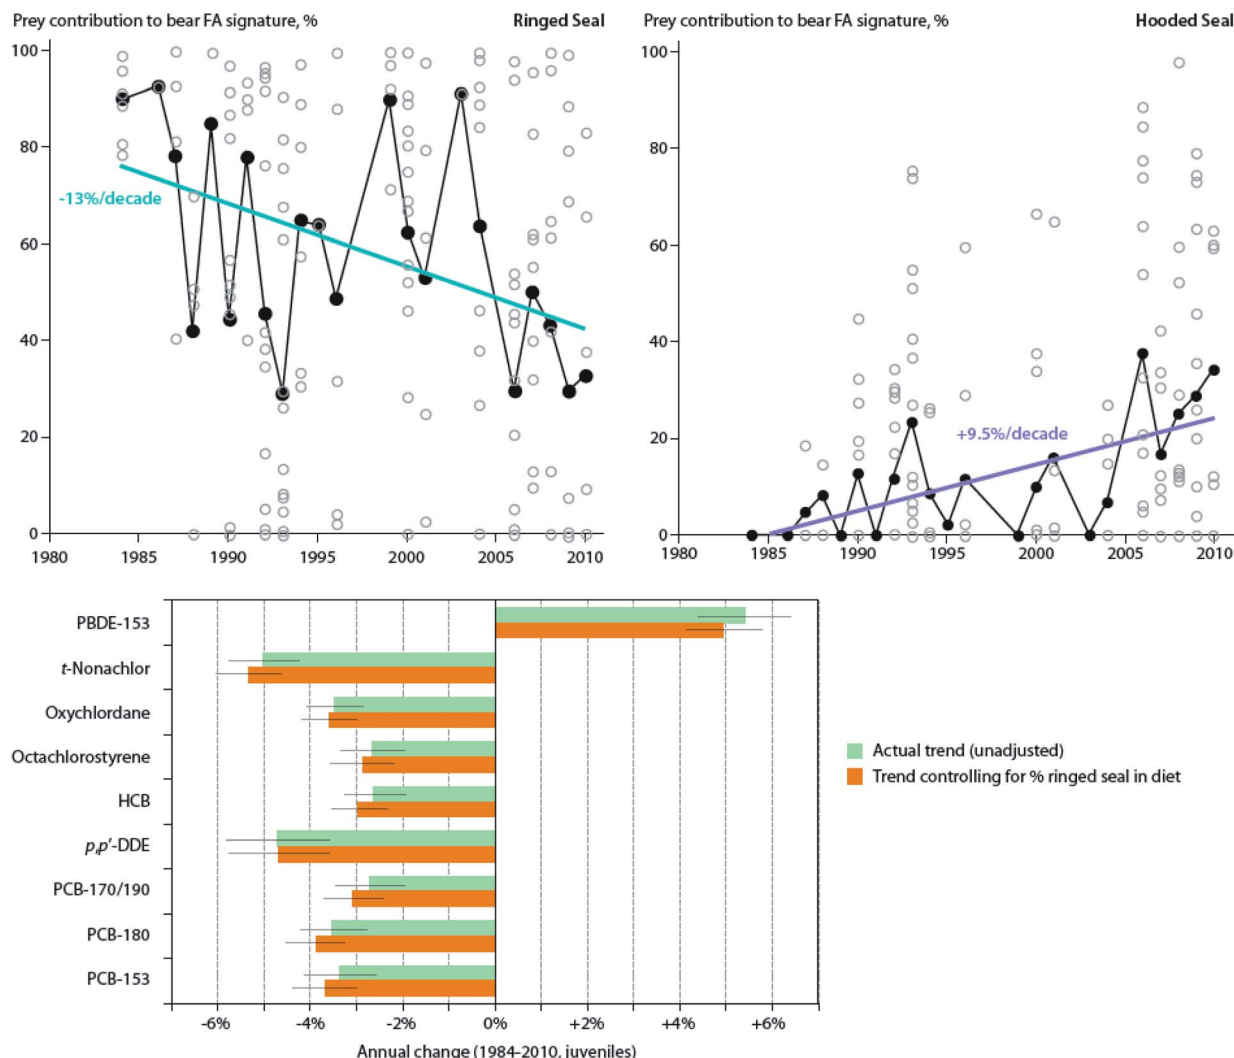 Prey contribution to bear FA signature, % Ringed Seal
100
80
60
40
20
0
-13%/decade
1980 1985 1990 1995 2000 2005 2010
Prey contribution to bear FA signature, % Hooded Seal
100
80
60
40
20
0
+9.5%/decade
1980 1985 1990 1995 2000 2005 2010
PBDE-153
t-Nonachlor
Oxychlordane
Octachlorostyrene
HCB
p,p'-DDE
PCB-170/190
PCB-180
PCB-153
-6% -4% -2% 0% +2% +4% +6%
Annual change (1984-2010, juveniles)
Actual trend (unadjusted)
Trend controlling for % ringed seal in diet